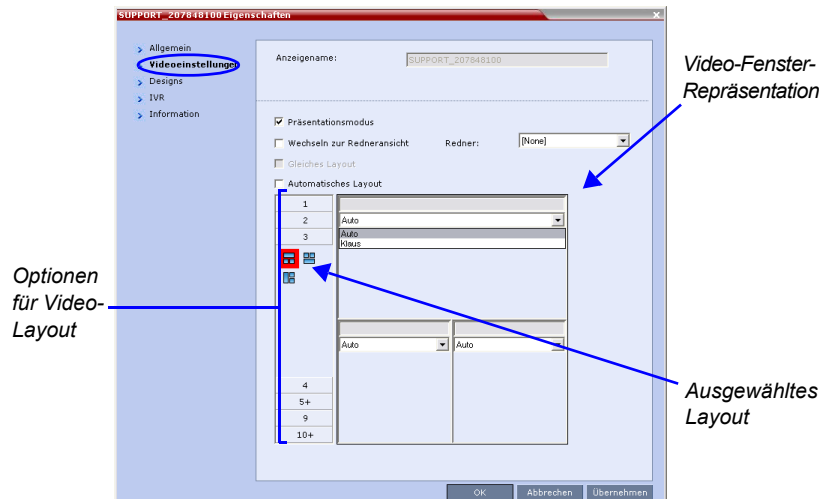 SUPPORT_207848100 Eigenschaften
Allgemein
Videoeinstellungen
Designs
IVR
Information
Anzeigename:
SUPPORT_207848100
Präsentationsmodus
Wechseln zur Redneransicht
Redner:
[None]
Gleiches Layout
Automatisches Layout
1
2
3
4
5+
9
10+
Auto
Auto
Klaus
Auto
Auto
OK
Abbrechen
Übernehmen
Video-Fenster-
Repräsentation
Optionen
für Video-
Layout
Ausgewähltes
Layout